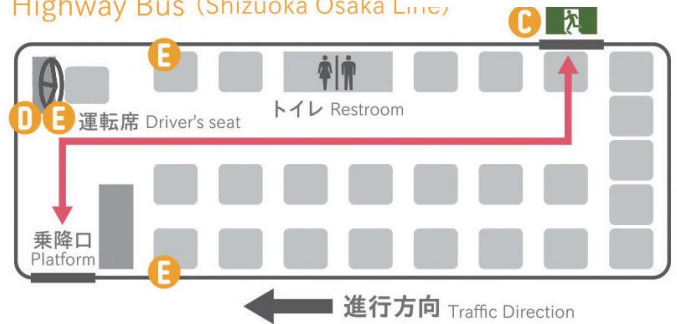 Highway Bus (Shizuoka Osaka Line)
C
E
トイレ Restroom
D E 運転席 Driver's seat
乗降口
Platform
E
進行方向 Traffic Direction